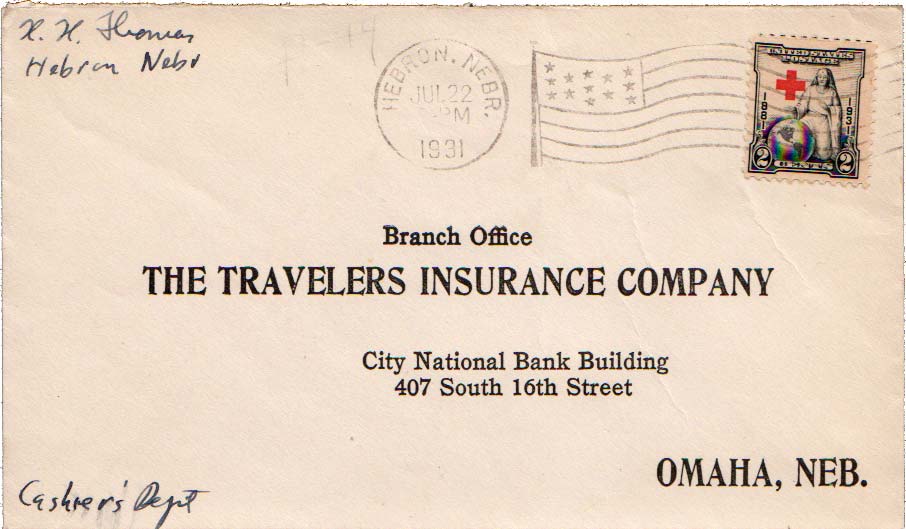 H. H. Thomas
Hebron Nebr
HEBRON, NEBR.
JUL 22
PM
1931
UNITED STATES
POSTAGE
1881
1931
2 CENTS 2
Branch Office
THE TRAVELERS INSURANCE COMPANY
City National Bank Building
407 South 16th Street
OMAHA, NEB.
Cashier's Dept